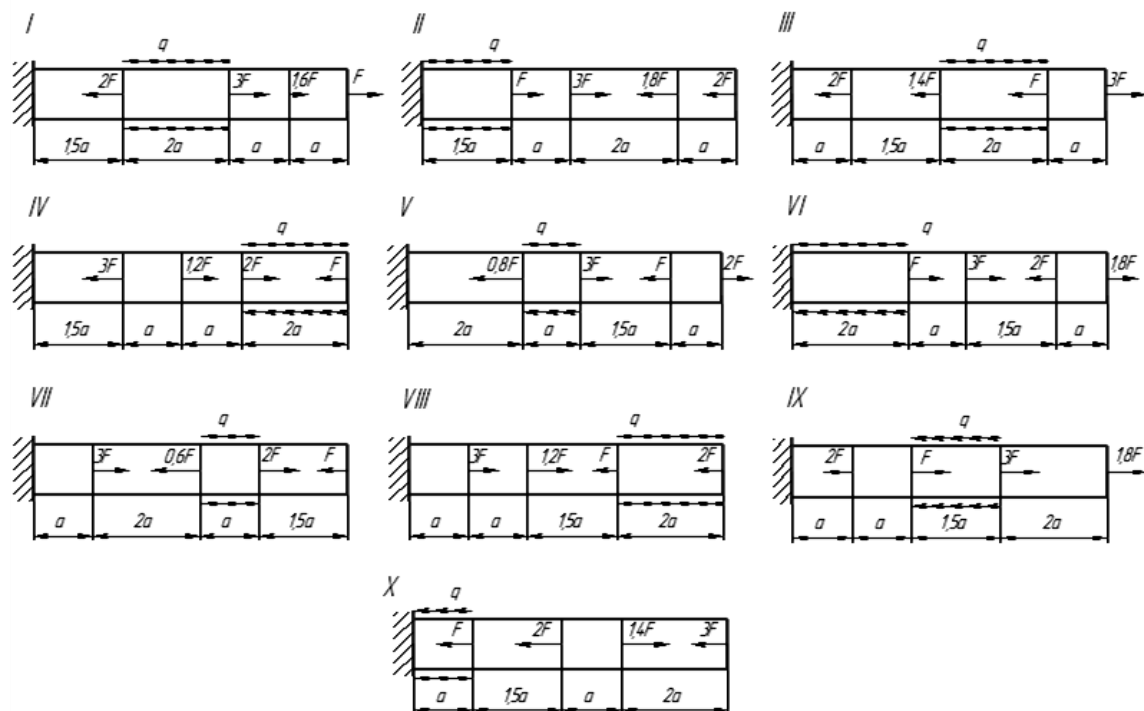 I II III
q q q
2F 3F 1,6F F F 3F 1,8F 2F 2F 1,4F F 3F
1,5a 2a a a 1,5a a 2a a a 1,5a 2a a
IV V VI
q q q
3F 1,2F 2F F 0,8F 3F F 2F F 3F 2F 1,8F
1,5a a a 2a 2a a 1,5a a 2a a 1,5a a
VII VIII IX
q q q
3F 0,6F 2F F 3F 1,2F F 2F 2F F 3F 1,8F
a 2a a 1,5a a a 1,5a 2a a a 1,5a 2a
X
q
F 2F 1,4F 3F
a 1,5a a 2a